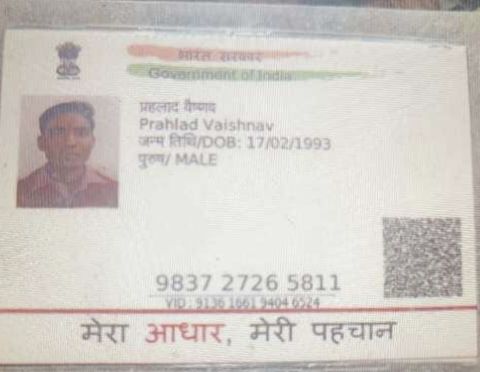 भारत सरकार
Government of India
प्रहलाद वैष्णव
Prahlad Vaishnav
जन्म तिथि/DOB: 17/02/1993
पुरुष/ MALE
9837 2726 5811
VID : 9136 1661 9404 6524
मेरा आधार, मेरी पहचान